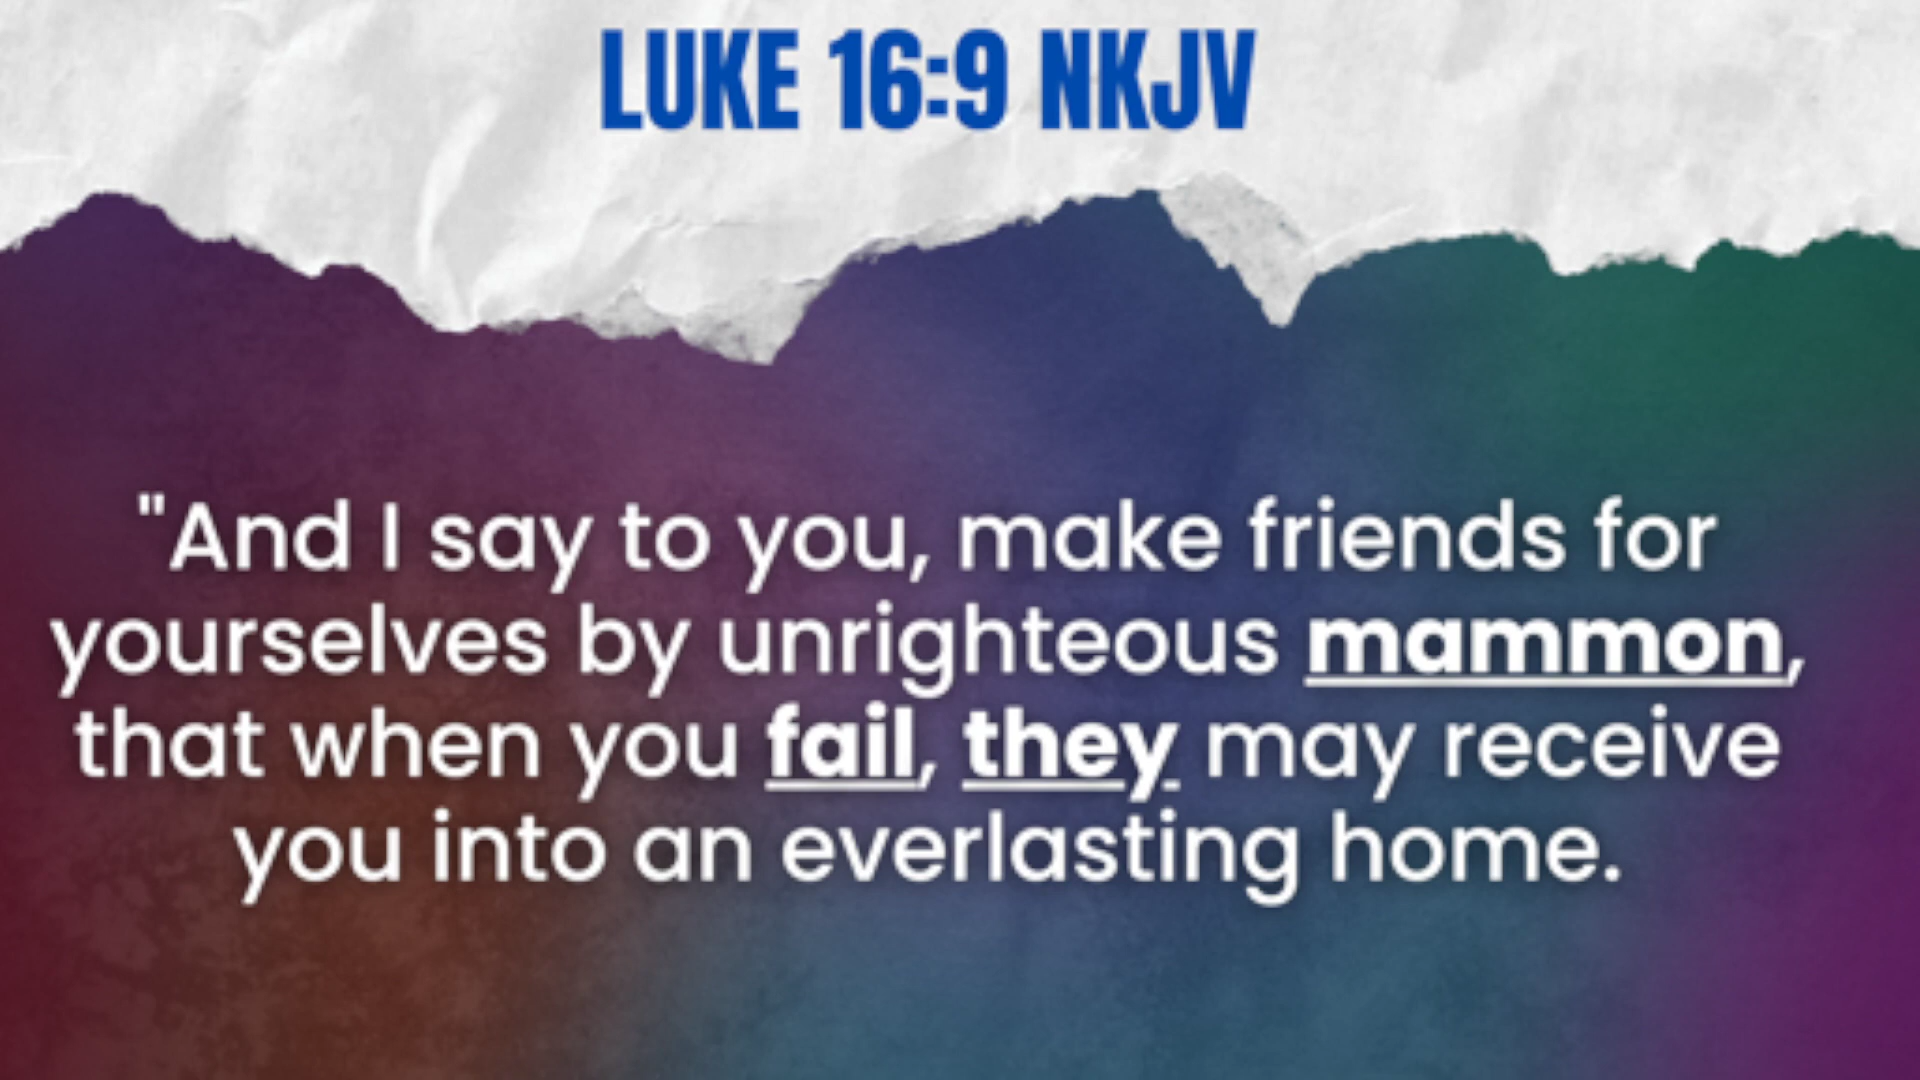 LUKE 16:9 NKJV
"And I say to you, make friends for
yourselves by unrighteous mammon,
that when you fail, they may receive
you into an everlasting home.